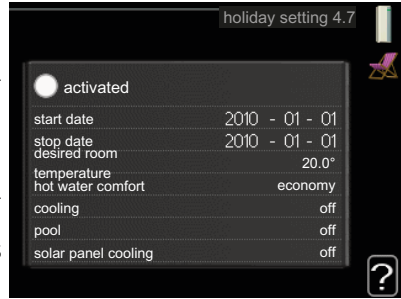 holiday setting 4.7
activated
start date 2010 - 01 - 01
stop date 2010 - 01 - 01
desired room
temperature 20.0°
hot water comfort economy
cooling off
pool off
solar panel cooling off
?